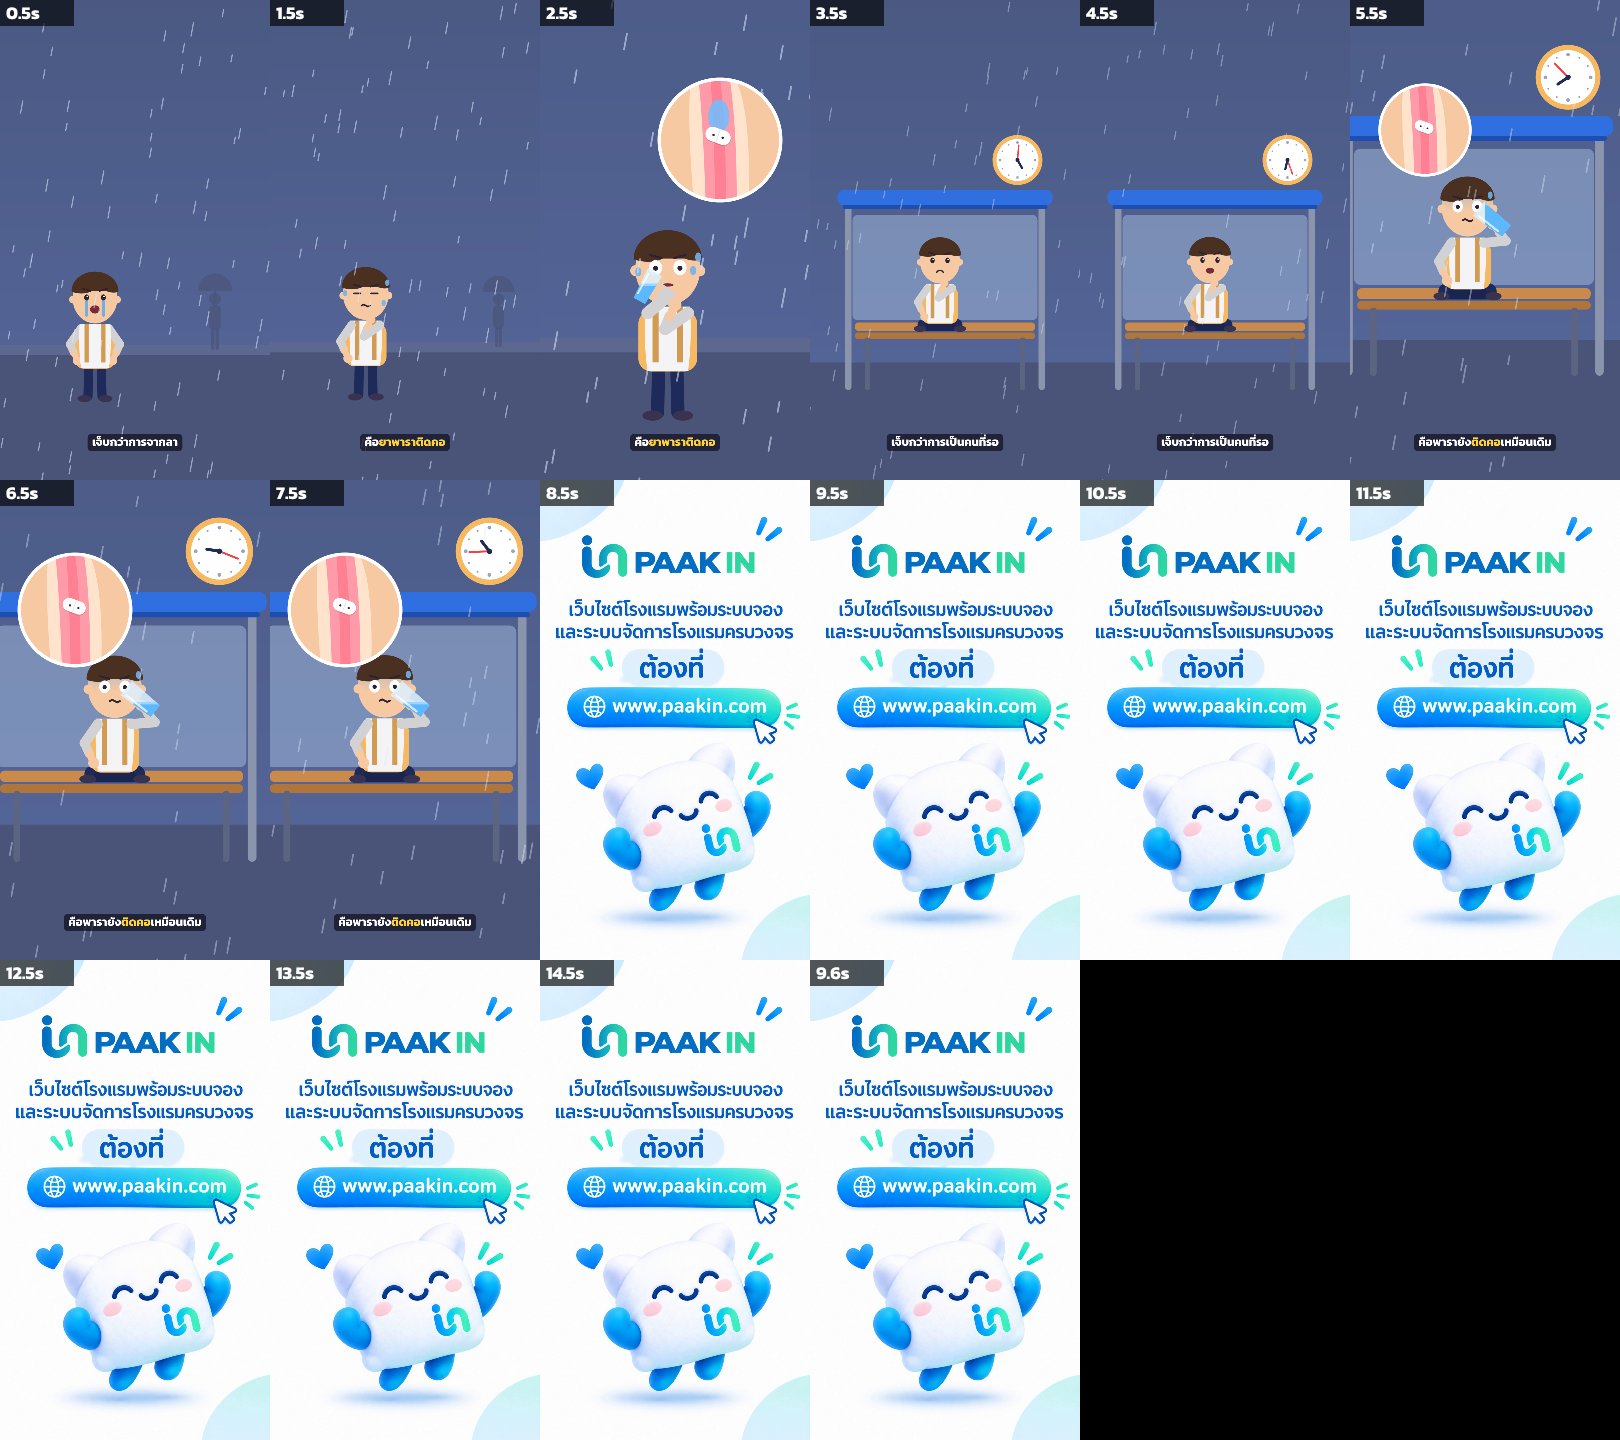 0.5s
เจ็บกว่าการจากลา
1.5s
คือยาพาราติดคอ
2.5s
คือยาพาราติดคอ
3.5s
เจ็บกว่าการเป็นคนที่รอ
4.5s
เจ็บกว่าการเป็นคนที่รอ
5.5s
คือพารายังติดคอเหมือนเดิม
6.5s
คือพารายังติดคอเหมือนเดิม
7.5s
คือพารายังติดคอเหมือนเดิม
8.5s
in PAAK IN
เว็บไซต์โรงแรมพร้อมระบบจอง
และระบบจัดการโรงแรมครบวงจร
ต้องที่
www.paakin.com
in
9.5s
in PAAK IN
เว็บไซต์โรงแรมพร้อมระบบจอง
และระบบจัดการโรงแรมครบวงจร
ต้องที่
www.paakin.com
in
10.5s
in PAAK IN
เว็บไซต์โรงแรมพร้อมระบบจอง
และระบบจัดการโรงแรมครบวงจร
ต้องที่
www.paakin.com
in
11.5s
in PAAK IN
เว็บไซต์โรงแรมพร้อมระบบจอง
และระบบจัดการโรงแรมครบวงจร
ต้องที่
www.paakin.com
in
12.5s
in PAAK IN
เว็บไซต์โรงแรมพร้อมระบบจอง
และระบบจัดการโรงแรมครบวงจร
ต้องที่
www.paakin.com
in
13.5s
in PAAK IN
เว็บไซต์โรงแรมพร้อมระบบจอง
และระบบจัดการโรงแรมครบวงจร
ต้องที่
www.paakin.com
in
14.5s
in PAAK IN
เว็บไซต์โรงแรมพร้อมระบบจอง
และระบบจัดการโรงแรมครบวงจร
ต้องที่
www.paakin.com
in
9.6s
in PAAK IN
เว็บไซต์โรงแรมพร้อมระบบจอง
และระบบจัดการโรงแรมครบวงจร
ต้องที่
www.paakin.com
in